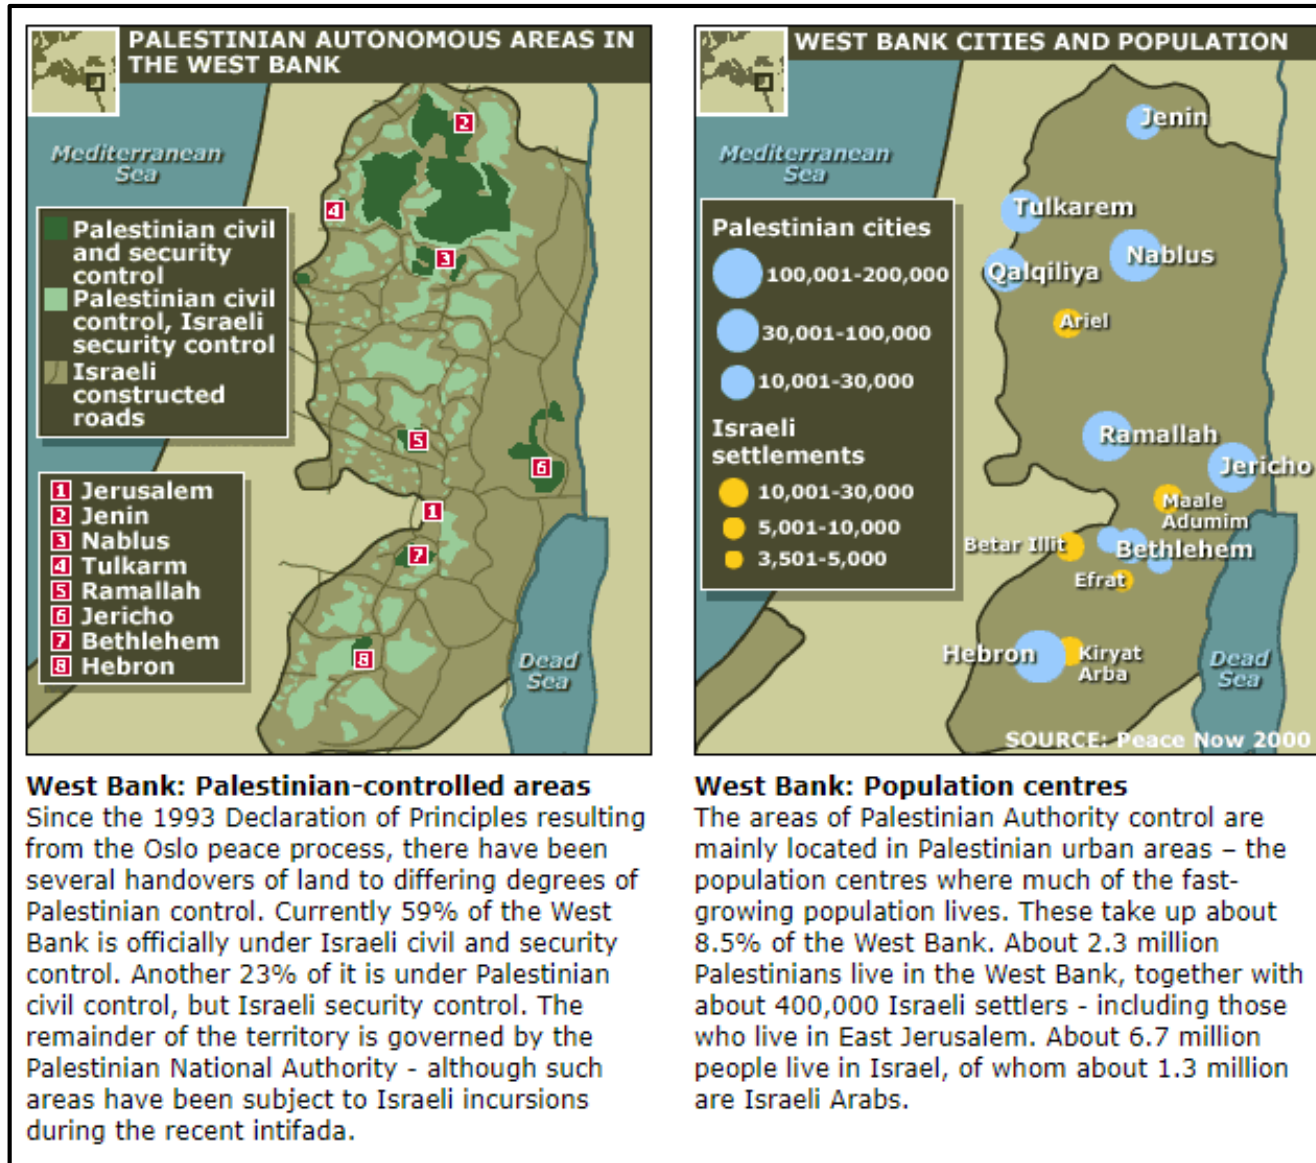 PALESTINIAN AUTONOMOUS AREAS IN
THE WEST BANK
Mediterranean
Sea
Palestinian civil
and security
control
Palestinian civil
control, Israeli
security control
Israeli
constructed
roads
1 Jerusalem
2 Jenin
3 Nablus
4 Tulkarm
5 Ramallah
6 Jericho
7 Bethlehem
8 Hebron
2
4
3
5
6
1
7
8
Dead
Sea
West Bank: Palestinian-controlled areas
Since the 1993 Declaration of Principles resulting
from the Oslo peace process, there have been
several handovers of land to differing degrees of
Palestinian control. Currently 59% of the West
Bank is officially under Israeli civil and security
control. Another 23% of it is under Palestinian
civil control, but Israeli security control. The
remainder of the territory is governed by the
Palestinian National Authority - although such
areas have been subject to Israeli incursions
during the recent intifada.
WEST BANK CITIES AND POPULATION
Mediterranean
Sea
Palestinian cities
100,001-200,000
30,001-100,000
10,001-30,000
Israeli
settlements
10,001-30,000
5,001-10,000
3,501-5,000
Jenin
Tulkarem
Nablus
Qalqiliya
Ariel
Ramallah
Jericho
Maale
Adumim
Betar Illit
Bethlehem
Efrat
Hebron
Kiryat
Arba
Dead
Sea
SOURCE: Peace Now 2000
West Bank: Population centres
The areas of Palestinian Authority control are
mainly located in Palestinian urban areas – the
population centres where much of the fast-
growing population lives. These take up about
8.5% of the West Bank. About 2.3 million
Palestinians live in the West Bank, together with
about 400,000 Israeli settlers - including those
who live in East Jerusalem. About 6.7 million
people live in Israel, of whom about 1.3 million
are Israeli Arabs.